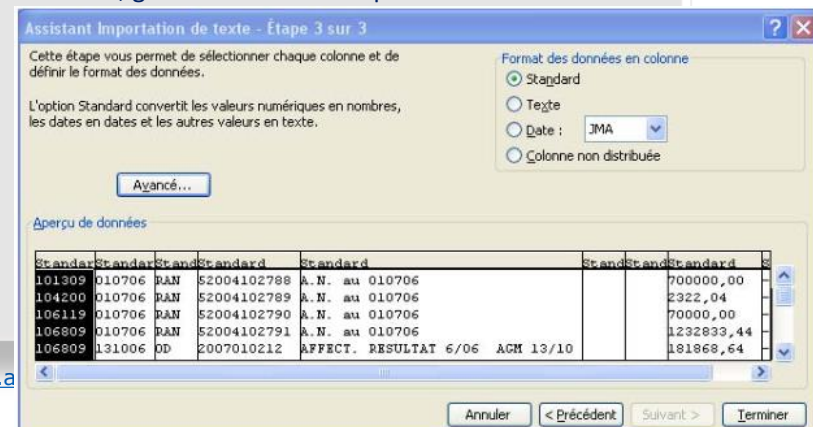 Assistant Importation de texte - Étape 3 sur 3
Cette étape vous permet de sélectionner chaque colonne et de
définir le format des données.
L'option Standard convertit les valeurs numériques en nombres,
les dates en dates et les autres valeurs en texte.
Avancé...
Format des données en colonne
Standard
Texte
Date : JMA
Colonne non distribuée
Aperçu de données
Standar Standar Stand Standard Standard Stand Stand Standard S
101309 010706 RAN 52004102788 A.N. au 010706 700000,00 -
104200 010706 RAN 52004102789 A.N. au 010706 2322,04 -
106119 010706 RAN 52004102790 A.N. au 010706 70000,00 -
106809 010706 RAN 52004102791 A.N. au 010706 1232833,44 -
106809 131006 OD 2007010212 AFFECT. RESULTAT 6/06 AGM 13/10 181868,64 -
.a
Annuler < Précédent Suivant > Terminer